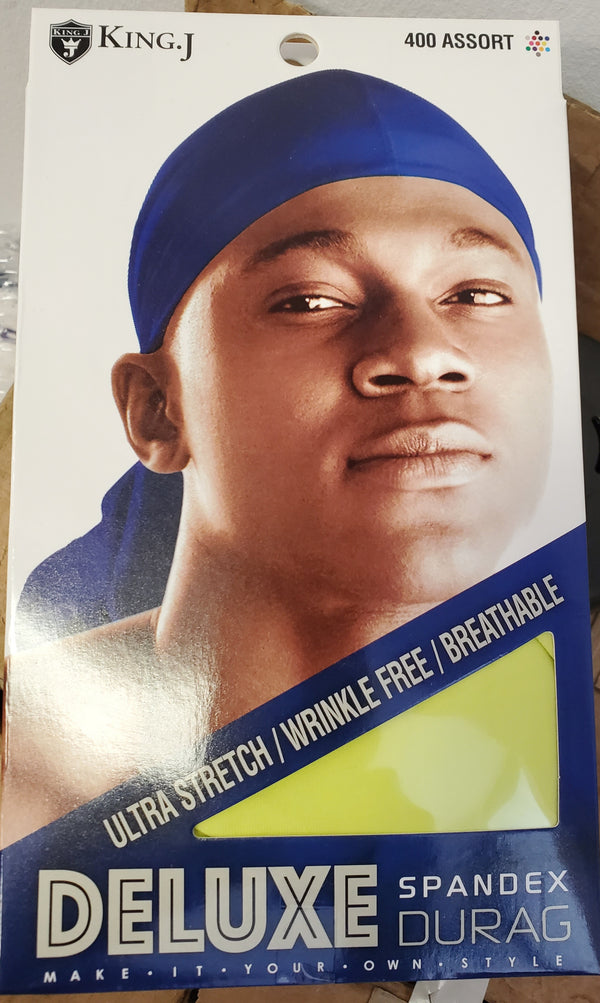 KING.J
KING.J
J
400 ASSORT
ULTRA STRETCH / WRINKLE FREE / BREATHABLE
DELUXE
SPANDEX
DURAG
MAKE • IT • YOUR • OWN • STYLE